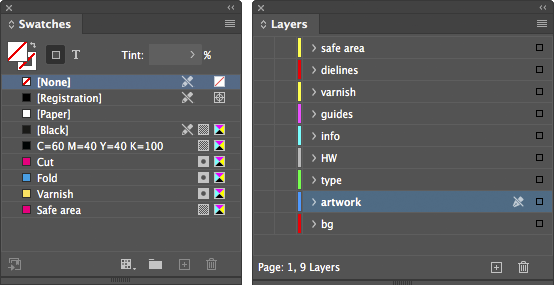 Swatches
T Tint: %
[None]
[Registration]
[Paper]
[Black]
C=60 M=40 Y=40 K=100
Cut
Fold
Varnish
Safe area
Layers
safe area
dielines
varnish
guides
info
HW
type
artwork
bg
Page: 1, 9 Layers